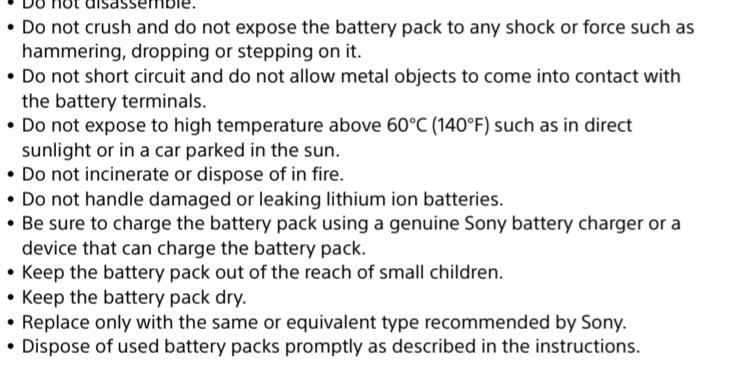 • Do not disassemble.
• Do not crush and do not expose the battery pack to any shock or force such as
hammering, dropping or stepping on it.
• Do not short circuit and do not allow metal objects to come into contact with
the battery terminals.
• Do not expose to high temperature above 60°C (140°F) such as in direct
sunlight or in a car parked in the sun.
• Do not incinerate or dispose of in fire.
• Do not handle damaged or leaking lithium ion batteries.
• Be sure to charge the battery pack using a genuine Sony battery charger or a
device that can charge the battery pack.
• Keep the battery pack out of the reach of small children.
• Keep the battery pack dry.
• Replace only with the same or equivalent type recommended by Sony.
• Dispose of used battery packs promptly as described in the instructions.